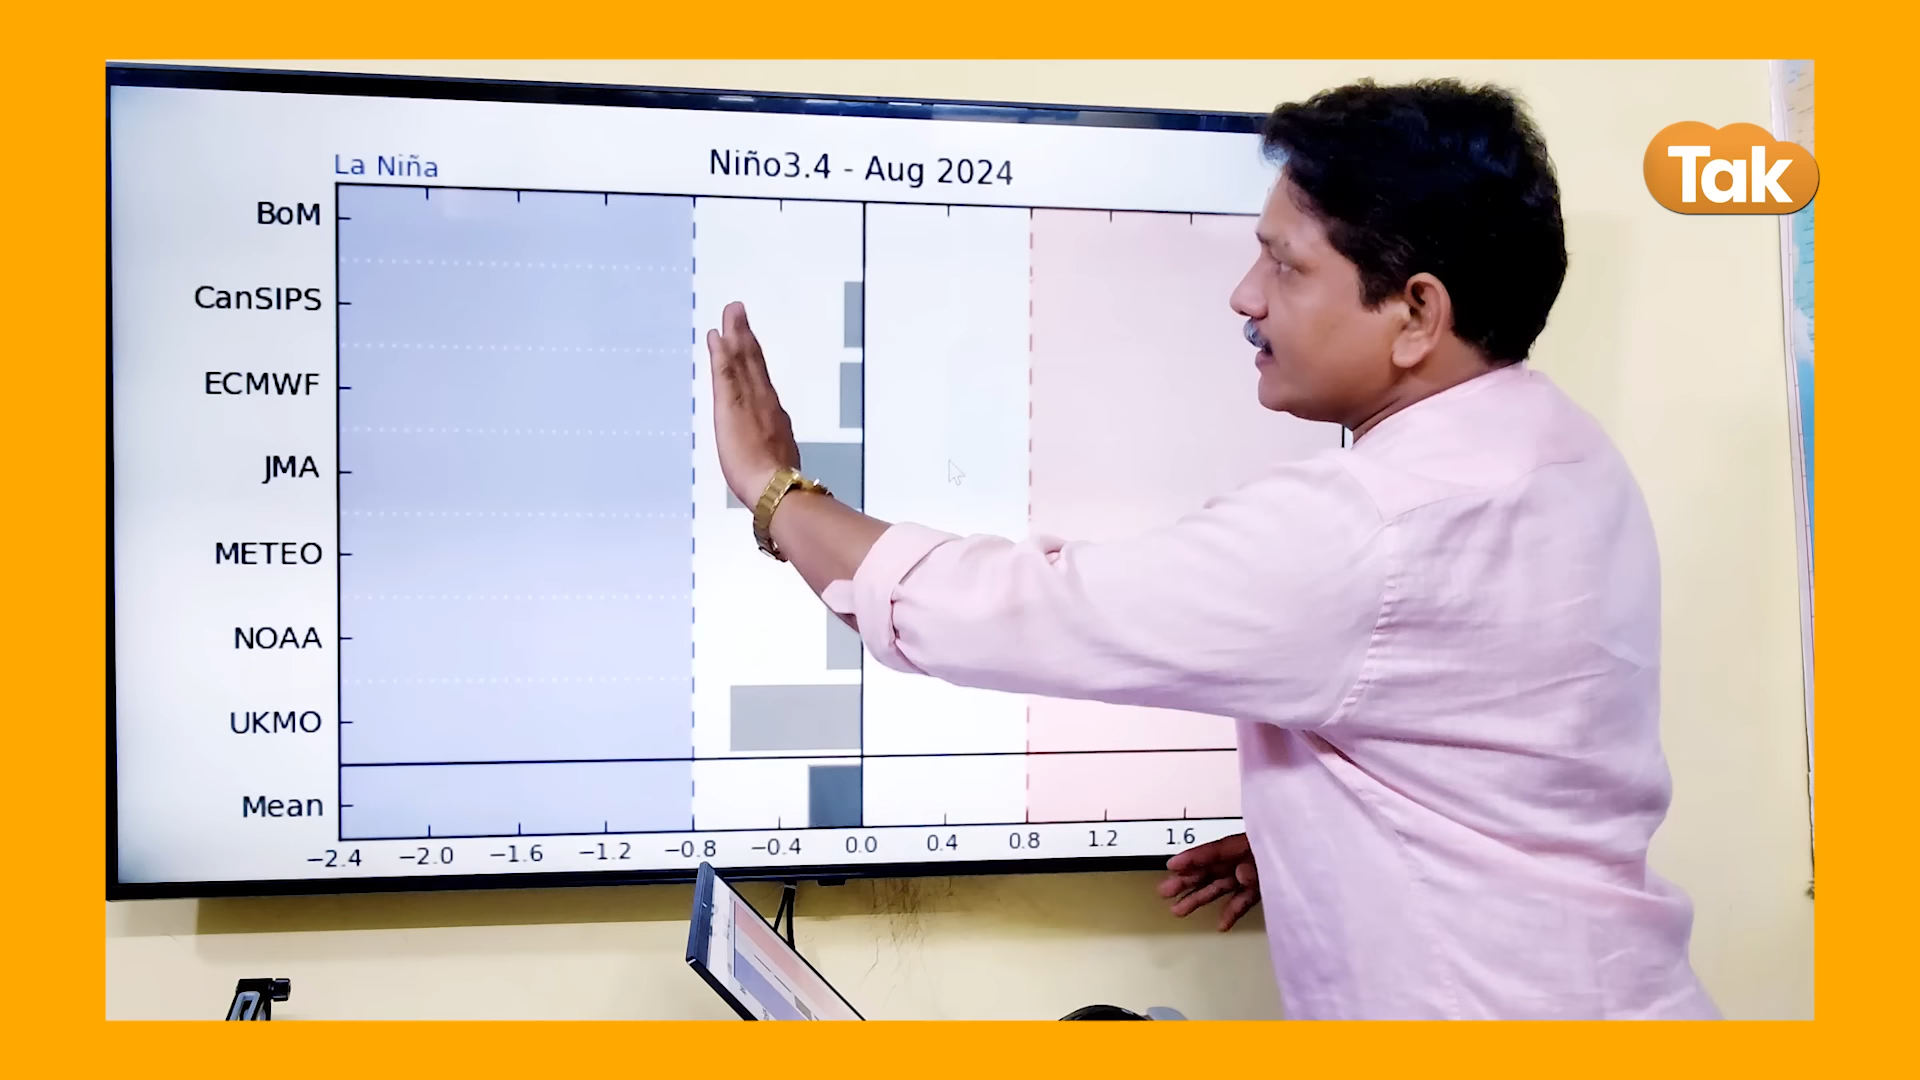 Tak
La Niña
Niño3.4 - Aug 2024
BoM
CanSIPS
ECMWF
JMA
METEO
NOAA
UKMO
Mean
−2.4 −2.0 −1.6 −1.2 −0.8 −0.4 0.0 0.4 0.8 1.2 1.6